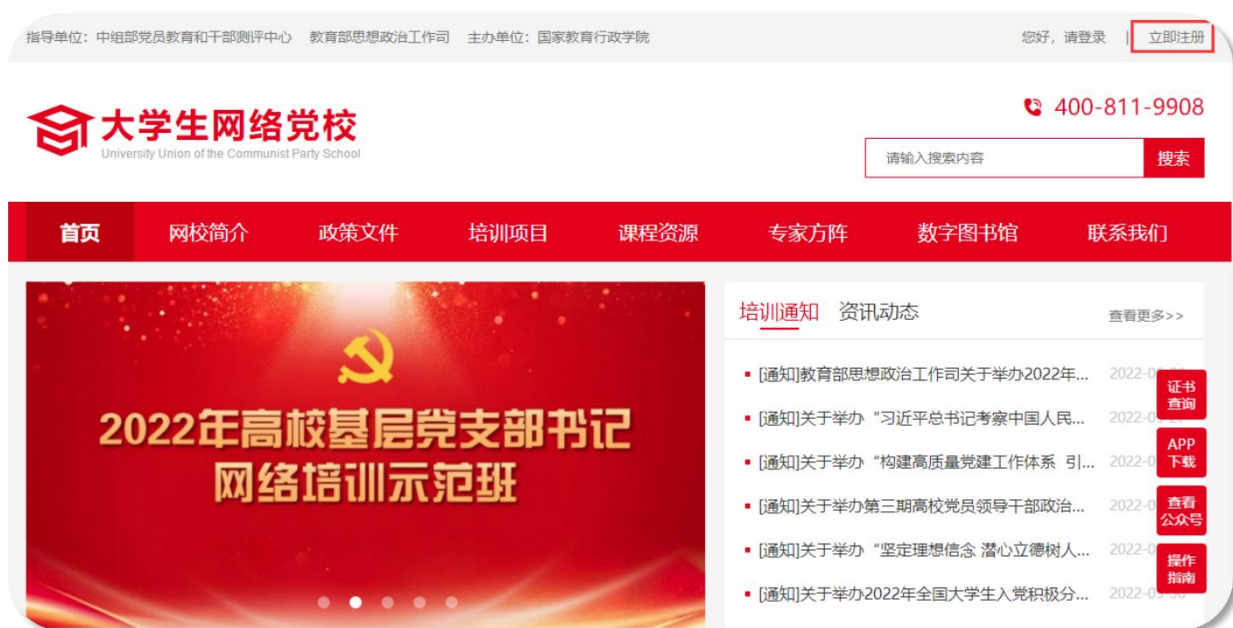 指导单位：中组部党员教育和干部测评中心 教育部思想政治工作司 主办单位：国家教育行政学院 您好，请登录 | 立即注册
大学生网络党校
University Union of the Communist Party School
400-811-9908
请输入搜索内容 搜索
首页 网校简介 政策文件 培训项目 课程资源 专家方阵 数字图书馆 联系我们
2022年高校基层党支部书记
网络培训示范班
培训通知 资讯动态 查看更多>>
[通知]教育部思想政治工作司关于举办2022年...
[通知]关于举办“习近平总书记考察中国人民...
[通知]关于举办“构建高质量党建工作体系 引...
[通知]关于举办第三期高校党员领导干部政治...
[通知]关于举办“坚定理想信念 潜心立德树人...
[通知]关于举办2022年全国大学生入党积极分...
证书
查询
APP
下载
查看
公众号
操作
指南